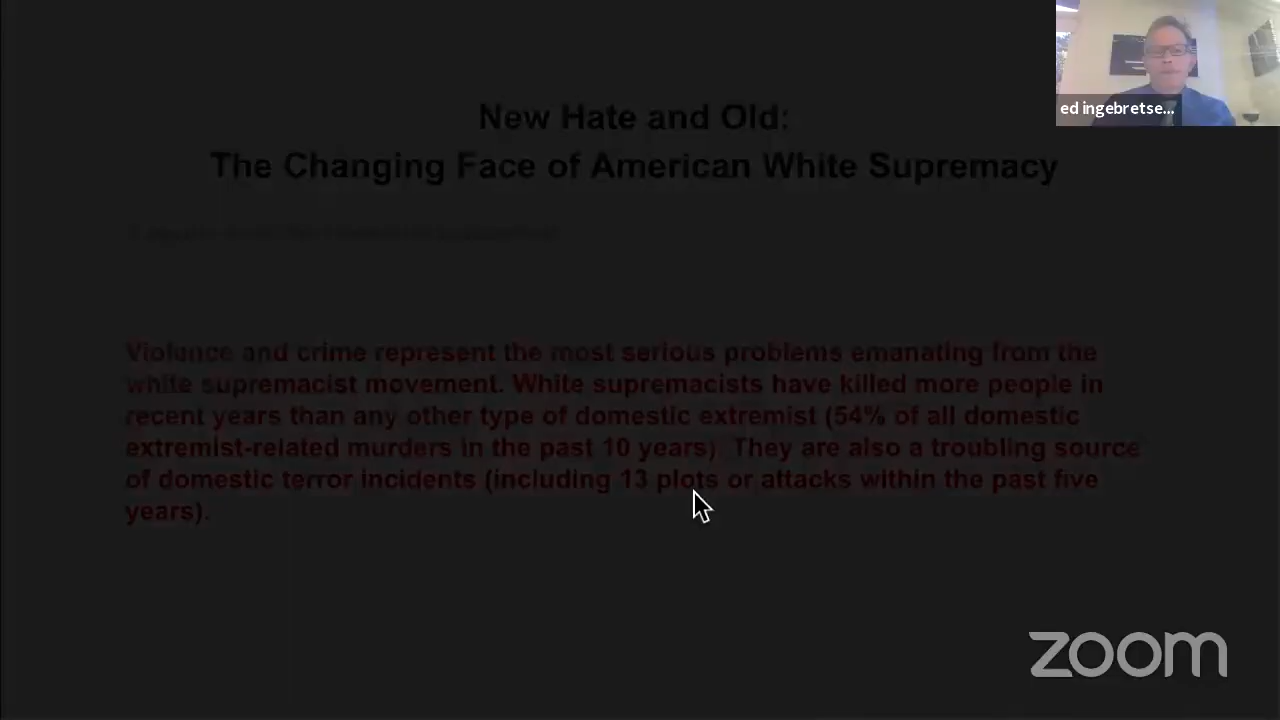 ed ingebretse...
New Hate and Old:
The Changing Face of American White Supremacy
Violence and crime represent the most serious problems emanating from the
white supremacist movement. White supremacists have killed more people in
recent years than any other type of domestic extremist (54% of all domestic
extremist-related murders in the past 10 years). They are also a troubling source
of domestic terror incidents (including 13 plots or attacks within the past five
years).
zoom